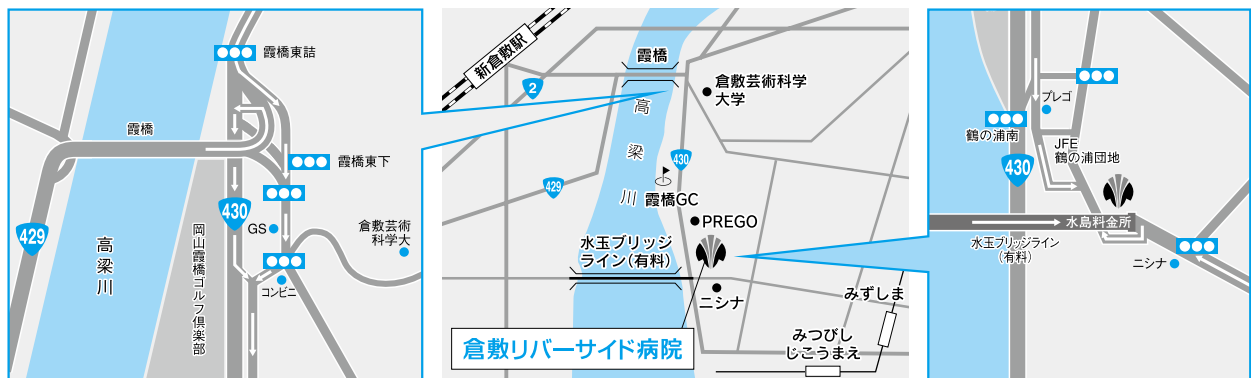 霞橋東詰
霞橋
霞橋東下
430
GS
429
倉敷芸術
科学大
高梁川
岡山霞橋ゴルフ倶楽部
コンビニ
新倉敷駅
2
霞橋
倉敷芸術科学
大学
高梁川
430
429
霞橋GC
PREGO
水玉ブリッジ
ライン(有料)
ニシナ
みずしま
みつびし
じこうまえ
倉敷リバーサイド病院
プレゴ
鶴の浦南
JFE
鶴の浦団地
430
水島料金所
水玉ブリッジライン
(有料)
ニシナ